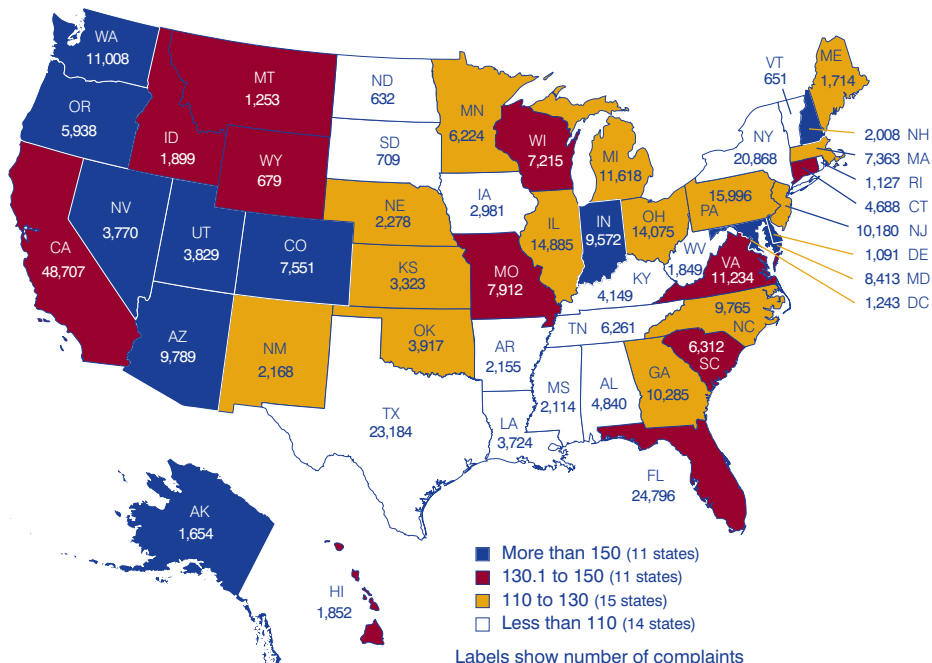 WA
11,008
OR
5,938
CA
48,707
NV
3,770
ID
1,899
MT
1,253
WY
679
UT
3,829
CO
7,551
AZ
9,789
NM
2,168
ND
632
SD
709
NE
2,278
KS
3,323
OK
3,917
TX
23,184
MN
6,224
IA
2,981
MO
7,912
AR
2,155
LA
3,724
WI
7,215
IL
14,885
MI
11,618
IN
9,572
OH
14,075
KY
4,149
TN 6,261
MS
2,114
AL
4,840
GA
10,285
FL
24,796
6,312
SC
9,765
NC
VA
11,234
WV
1,849
15,996
PA
NY
20,868
VT
651
ME
1,714
2,008 NH
7,363 MA
1,127 RI
4,688 CT
10,180 NJ
1,091 DE
8,413 MD
1,243 DC
AK
1,654
HI
1,852
More than 150 (11 states)
130.1 to 150 (11 states)
110 to 130 (15 states)
Less than 110 (14 states)
Labels show number of complaints